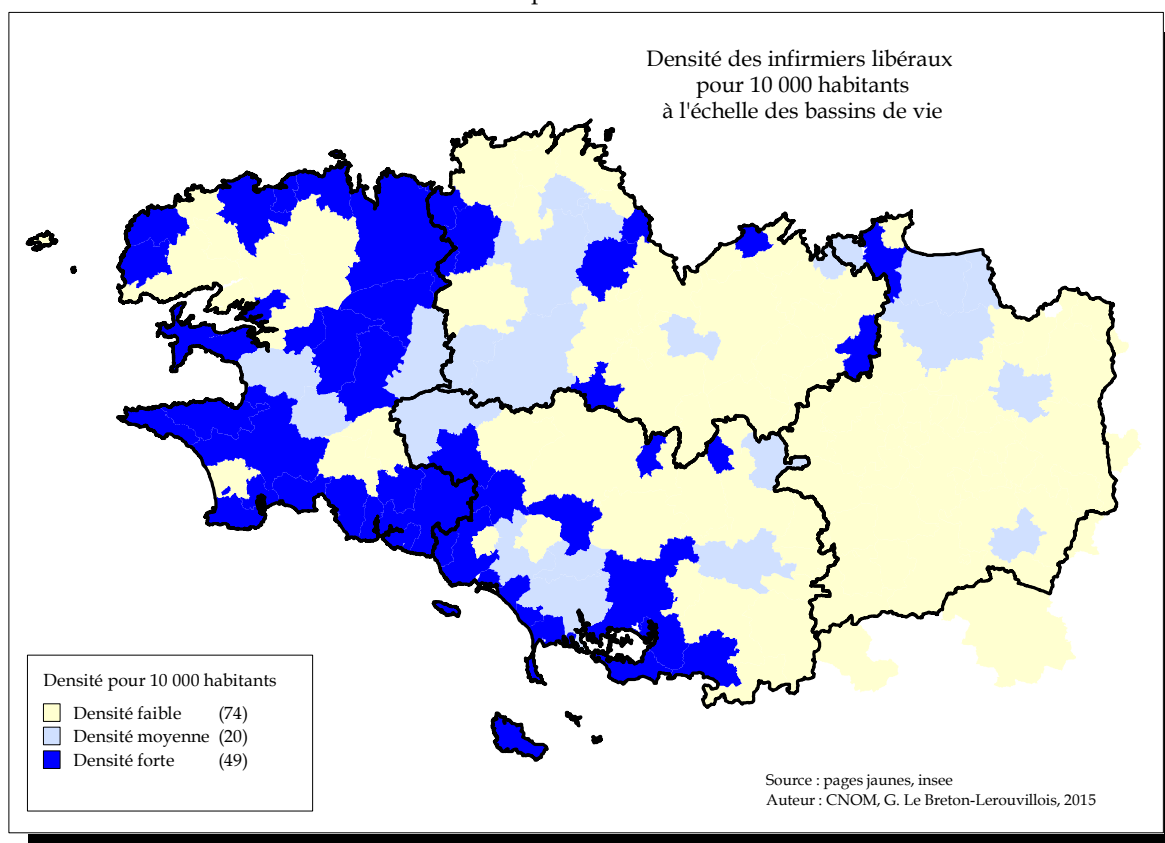 Densité des infirmiers libéraux
pour 10 000 habitants
à l'échelle des bassins de vie
Densité pour 10 000 habitants
Densité faible (74)
Densité moyenne (20)
Densité forte (49)
Source : pages jaunes, insee
Auteur : CNOM, G. Le Breton-Lerouvillois, 2015